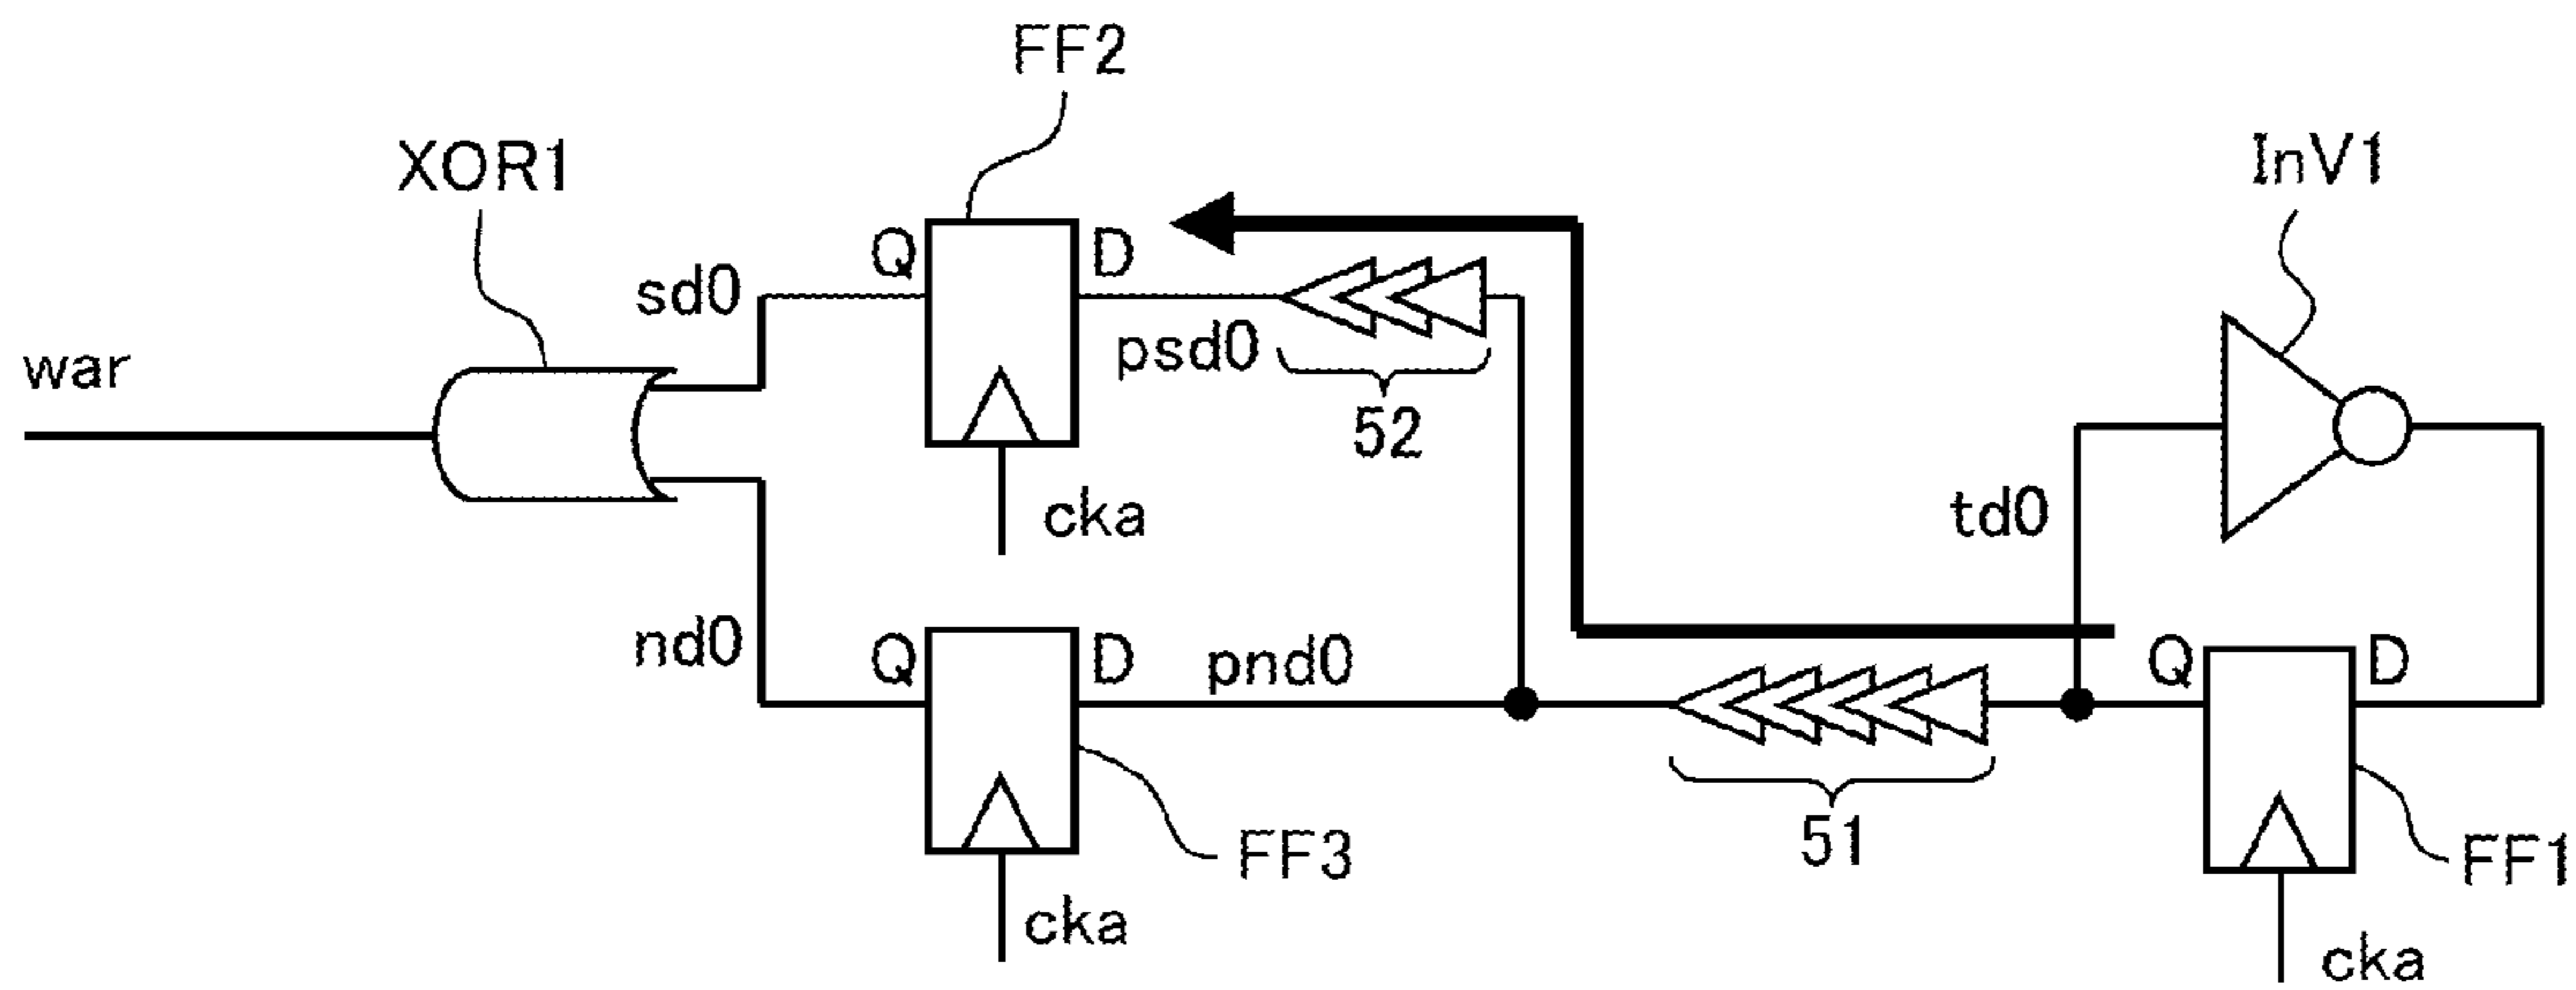 FF2
XOR1
InV1
Q
D
sd0
psd0
war
52
cka
td0
nd0
Q
D
pnd0
Q
D
51
FF3
FF1
cka
cka